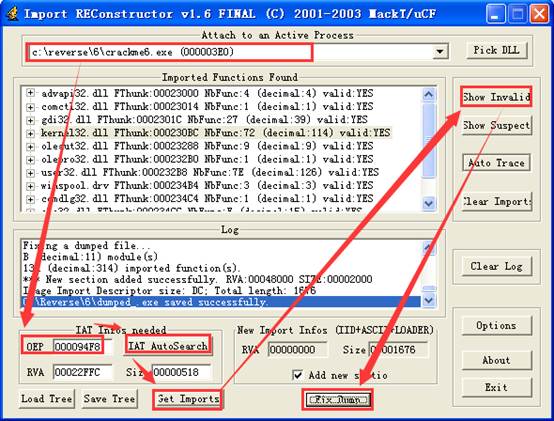 Import REConstructor v1.6 FINAL (C) 2001-2003 MackT/uCF
Attach to an Active Process
c:\reverse\6\crackme6.exe (000003E0)
Pick DLL
Imported Functions Found
advapi32.dll FThunk:00023000 NbFunc:4 (decimal:4) valid:YES
comctl32.dll FThunk:00023014 NbFunc:1 (decimal:1) valid:YES
gdi32.dll FThunk:0002301C NbFunc:27 (decimal:39) valid:YES
kernel32.dll FThunk:000230BC NbFunc:72 (decimal:114) valid:YES
oleaut32.dll FThunk:00023288 NbFunc:9 (decimal:9) valid:YES
olepro32.dll FThunk:000232B0 NbFunc:1 (decimal:1) valid:YES
user32.dll FThunk:000232B8 NbFunc:7E (decimal:126) valid:YES
winspool.drv FThunk:000234B4 NbFunc:3 (decimal:3) valid:YES
comdlg32.dll FThunk:000234C4 NbFunc:1 (decimal:1) valid:YES
Show Invalid
Show Suspect
Auto Trace
Clear Imports
Log
Fixing a dumped file...
B (decimal:11) module(s)
13A (decimal:314) imported function(s).
*** New section added successfully. RVA:00048000 SIZE:00002000
Image Import Descriptor size: DC; Total length: 1676
C:\Reverse\6\dumped_.exe saved successfully.
Clear Log
IAT Infos needed
OEP 000094F8 IAT AutoSearch
RVA 00022FFC Size 00000518
New Import Infos (IID+ASCII+LOADER)
RVA 00000000 Size 00001676
Add new sectio
Load Tree Save Tree Get Imports Fix Dump
Options
About
Exit